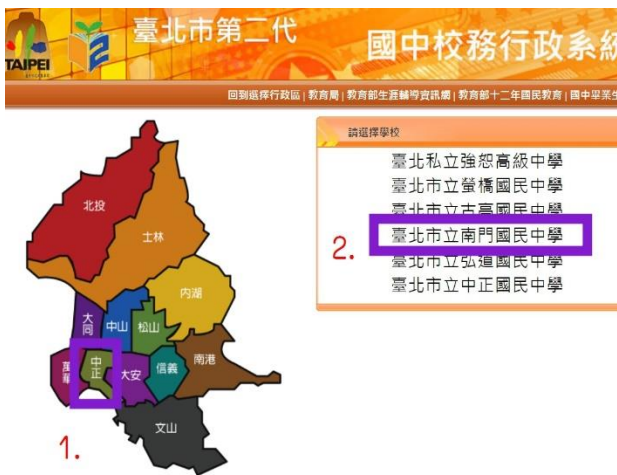 TAIPEI
臺北市第二代
國中校務行政系統
回到選擇行政區 | 教育局 | 教育部生涯輔導資訊網 | 教育部十二年國民教育 | 國中畢業生
請選擇學校
臺北私立強恕高級中學
臺北市立螢橋國民中學
臺北市立古亭國民中學
臺北市立南門國民中學
臺北市立弘道國民中學
臺北市立中正國民中學
2.
北投
士林
內湖
大同
中山
松山
萬華
中正
大安
信義
南港
文山
1.